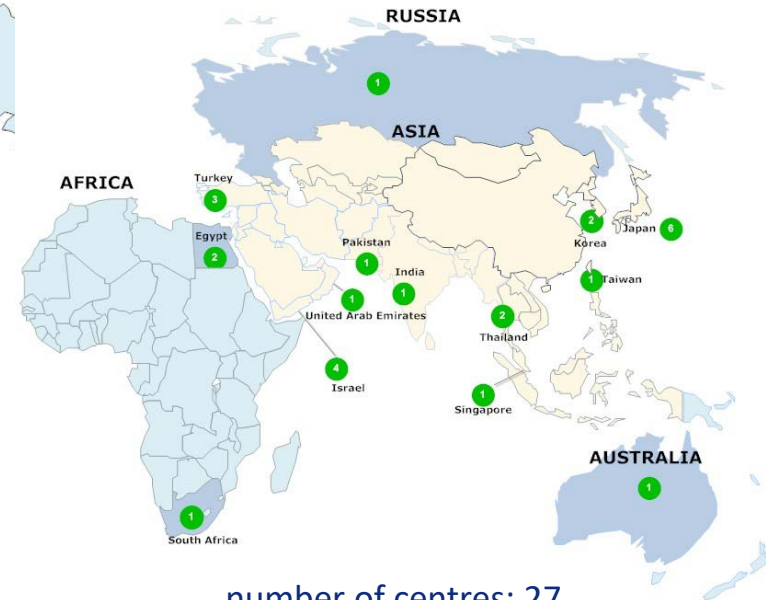 RUSSIA
1
ASIA
AFRICA
Turkey
3
Egypt
2
Pakistan
1
India
1
1
United Arab Emirates
4
Israel
2
Korea
Japan 6
1 Taiwan
2
Thailand
1
Singapore
AUSTRALIA
1
1
South Africa
number of centres: 27